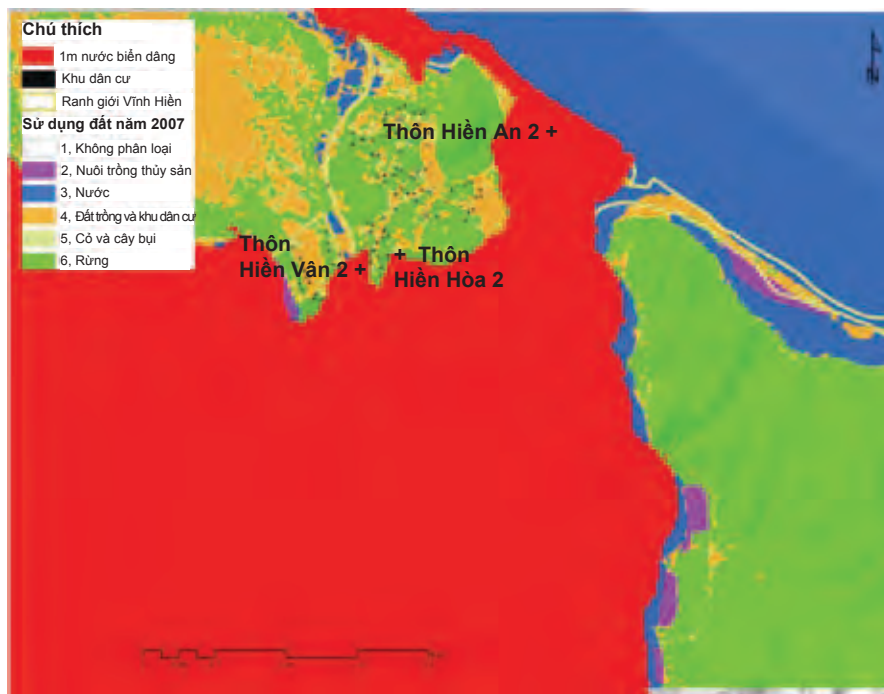 Chú thích
1m nước biển dâng
Khu dân cư
Ranh giới Vĩnh Hiền
Sử dụng đất năm 2007
1, Không phân loại
2, Nuôi trồng thủy sản
3, Nước
4, Đất trồng và khu dân cư
5, Cỏ và cây bụi
6, Rừng
Thôn Hiền An 2 +
Thôn
Hiền Vân 2 +
+ Thôn
Hiền Hòa 2